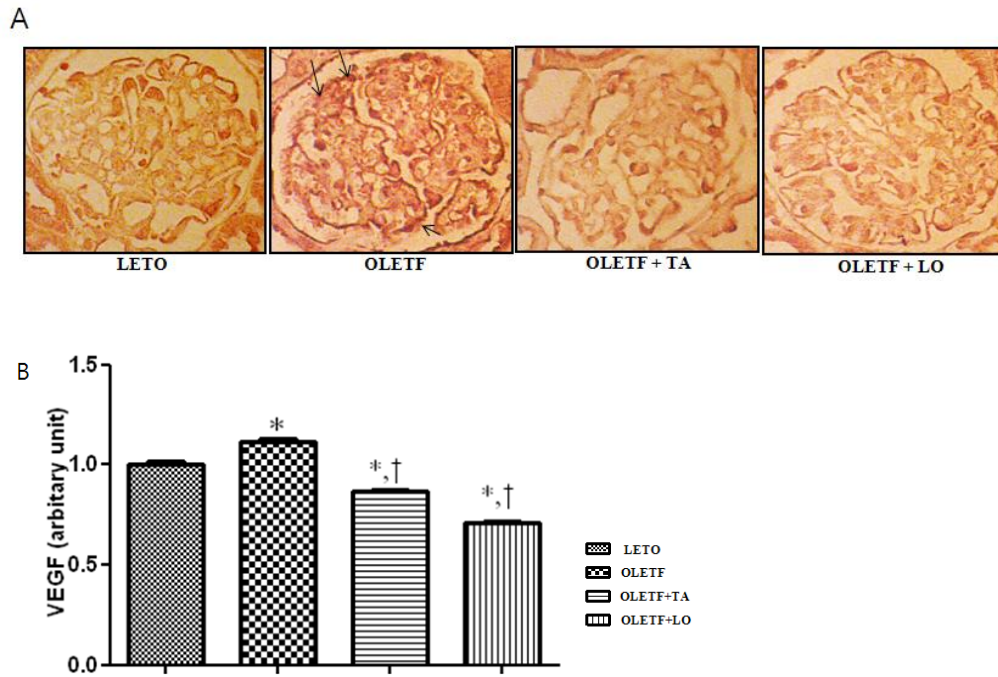 A
LETO
OLETF
OLETF + TA
OLETF + LO
B
VEGF (arbitary unit)
1.5
1.0
0.5
0.0
*
*,†
*,†
LETO
OLETF
OLETF+TA
OLETF+LO